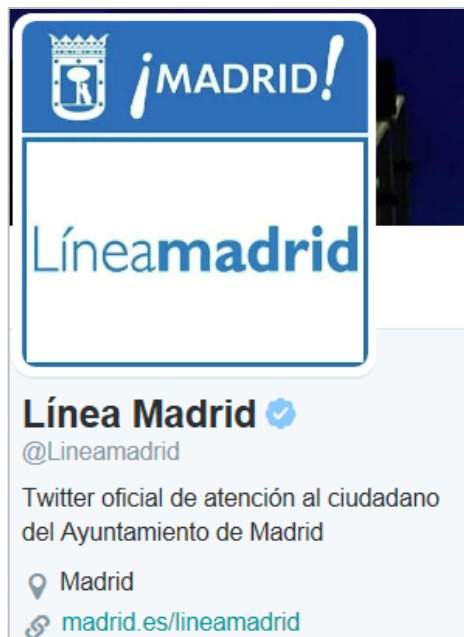 ¡MADRID!
Líneamadrid
Línea Madrid
@Lineamadrid
Twitter oficial de atención al ciudadano
del Ayuntamiento de Madrid
Madrid
madrid.es/lineamadrid